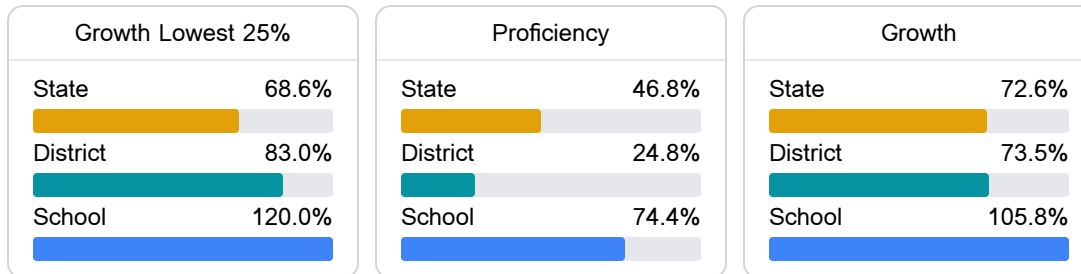 Growth Lowest 25%
State 68.6%
District 83.0%
School 120.0%
Proficiency
State 46.8%
District 24.8%
School 74.4%
Growth
State 72.6%
District 73.5%
School 105.8%